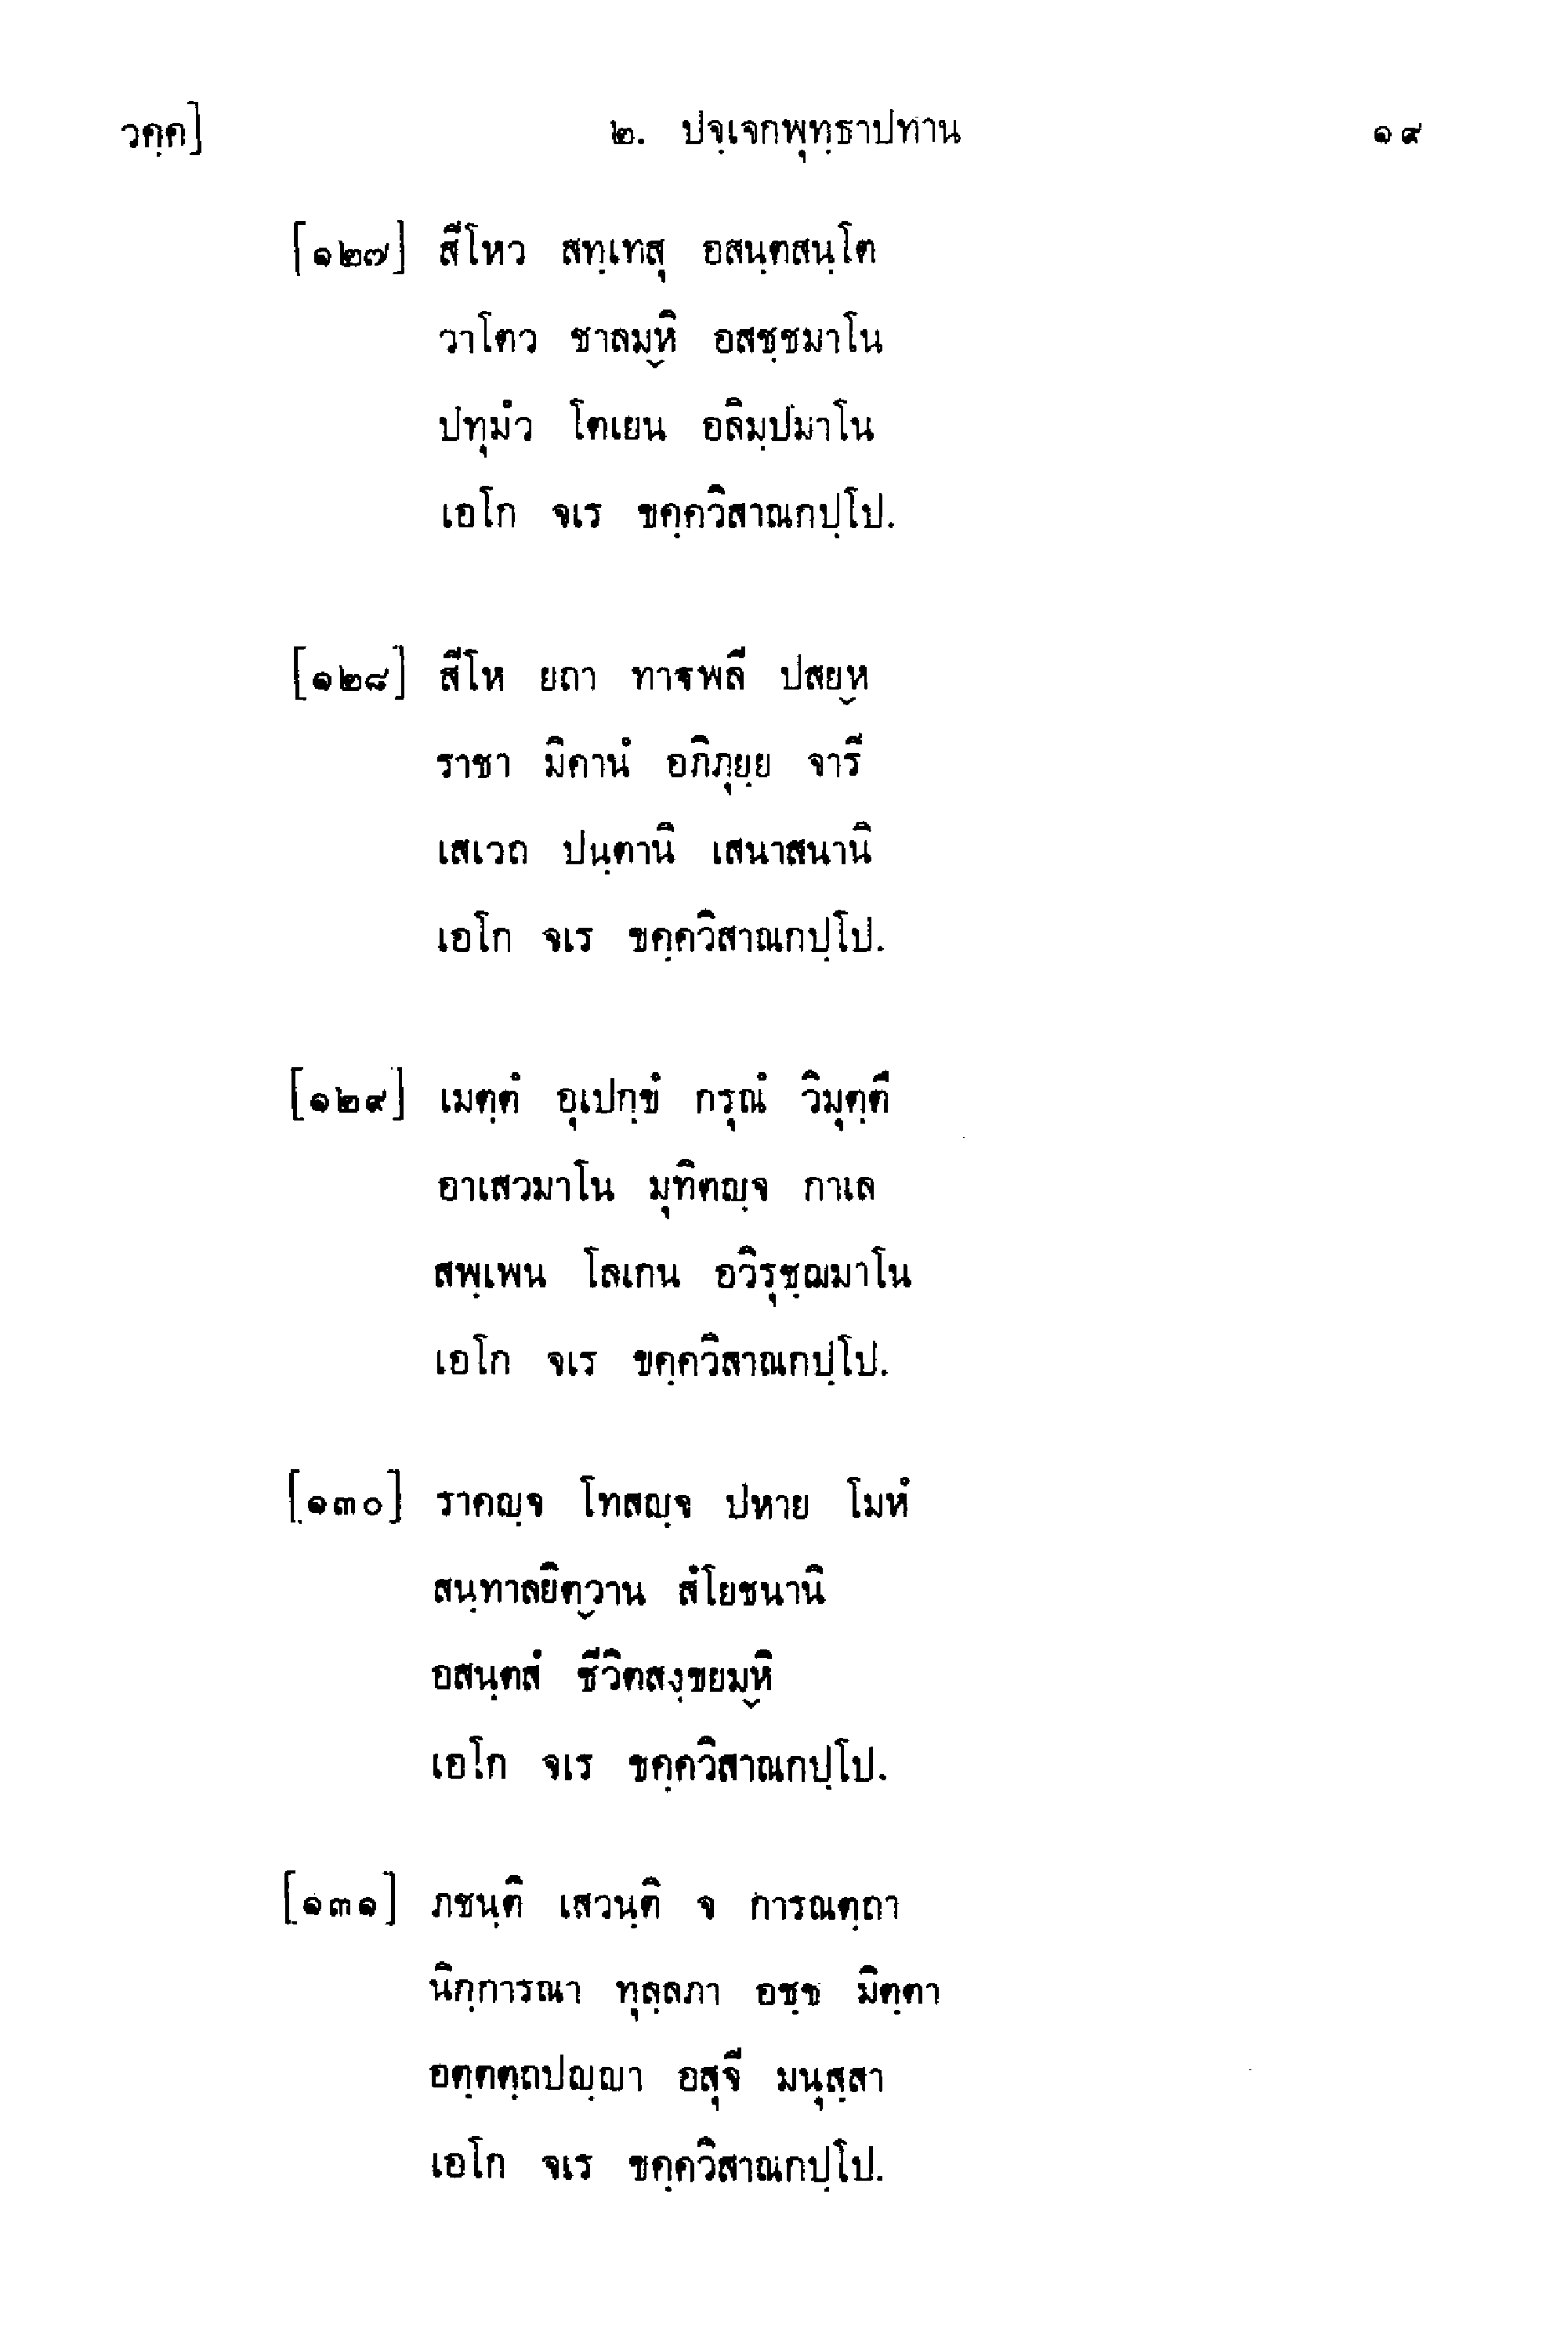 วคฺค] ๒. ปจฺเจกพุทฺธาปทาน ๑๙
[๑๒๗] สีโหว สทฺเทสุ อสนฺตสนฺโต
วาโตว ชาลมฺหิ อสชฺชมาโน
ปทุมํว โตเยน อลิมฺปมาโน
เอโก จเร ขคฺควิสาณกปฺโป.
[๑๒๘] สีโห ยถา ทาฐพลี ปสยฺห
ราชา มิคานํ อภิภุยฺย จารี
เสเวถ ปนฺตานิ เสนาสนานิ
เอโก จเร ขคฺควิสาณกปฺโป.
[๑๒๙] เมตฺตํ อุเปกฺขํ กรุณํ วิมุตฺตึ
อาเสวมาโน มุทิตญฺจ กาเล
สพฺเพน โลเกน อวิรุชฺฌมาโน
เอโก จเร ขคฺควิสาณกปฺโป.
[๑๓๐] ราคญฺจ โทสญฺจ ปหาย โมหํ
สนฺทาลยิตฺวาน สํโยชนานิ
อสนฺตสํ ชีวิตสงฺขยมฺหิ
เอโก จเร ขคฺควิสาณกปฺโป.
[๑๓๑] ภชนฺติ เสวนฺติ จ การณตฺถา
นิกฺการณา ทุลฺลภา อชฺช มิตฺตา
อตฺตตฺถปญฺญา อสุจี มนุสฺสา
เอโก จเร ขคฺควิสาณกปฺโป.